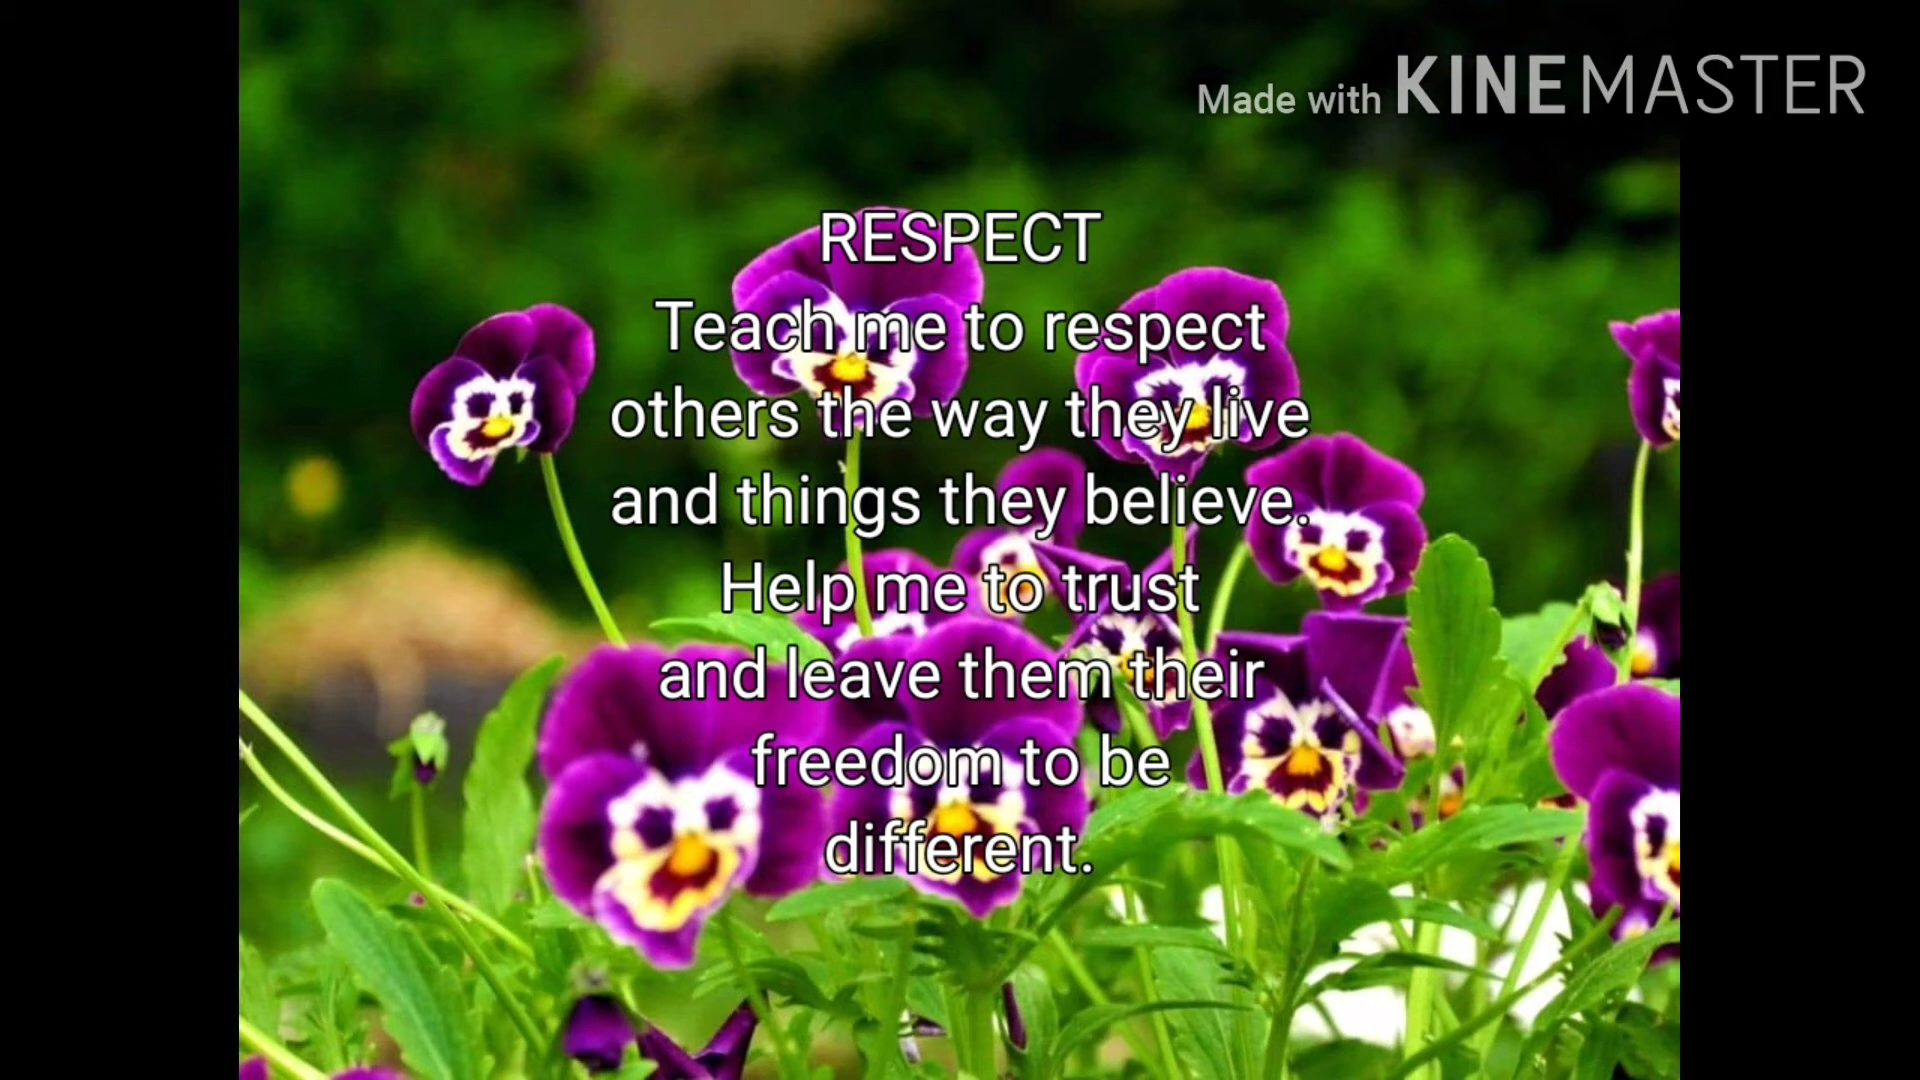 Made with KINEMASTER
RESPECT
Teach me to respect
others the way they live
and things they believe.
Help me to trust
and leave them their
freedom to be
different.